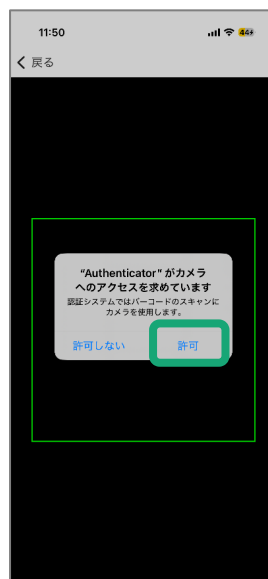 11:50
44
戻る
"Authenticator" がカメラ
へのアクセスを求めています
認証システムではバーコードのスキャンに
カメラを使用します。
許可しない
許可